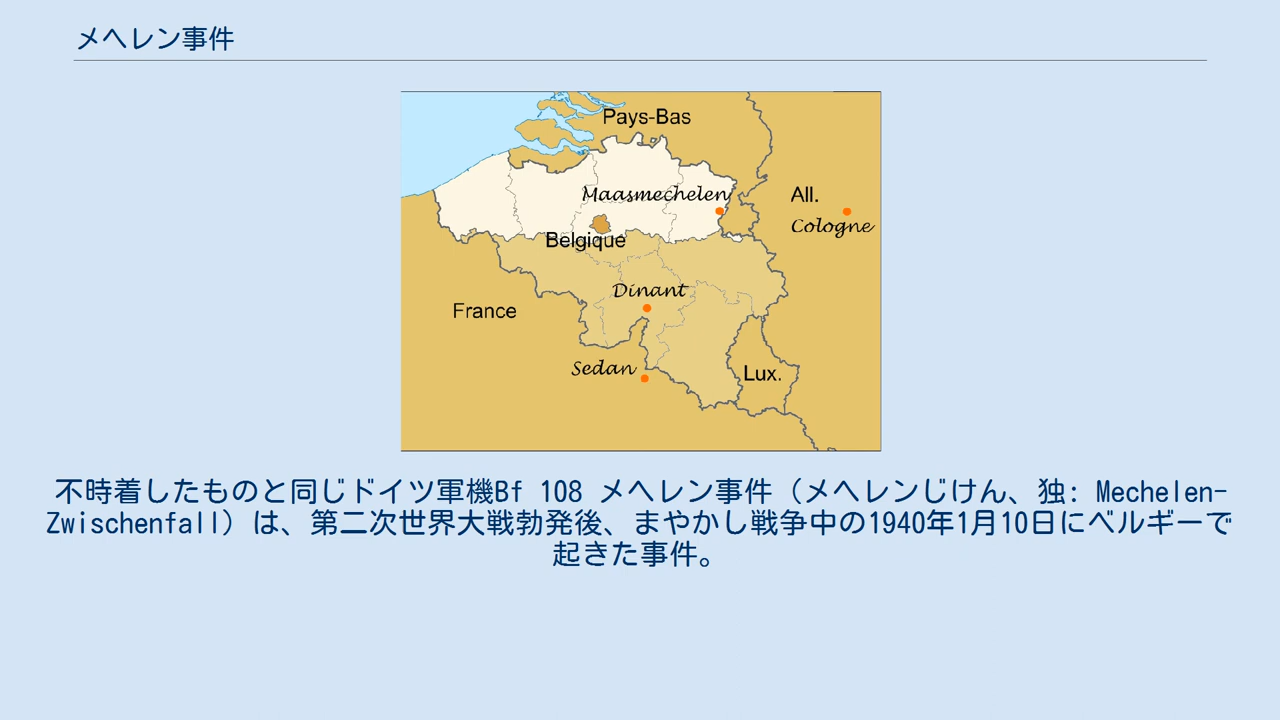 メヘレン事件
Pays-Bas
Maasmechelen
All.
Cologne
Belgique
Dinant
France
Sedan
Lux.
不時着したものと同じドイツ軍機Bf 108 メヘレン事件（メヘレンじけん、独: Mechelen-
Zwischenfall）は、第二次世界大戦勃発後、まやかし戦争中の1940年1月10日にベルギーで
起きた事件。